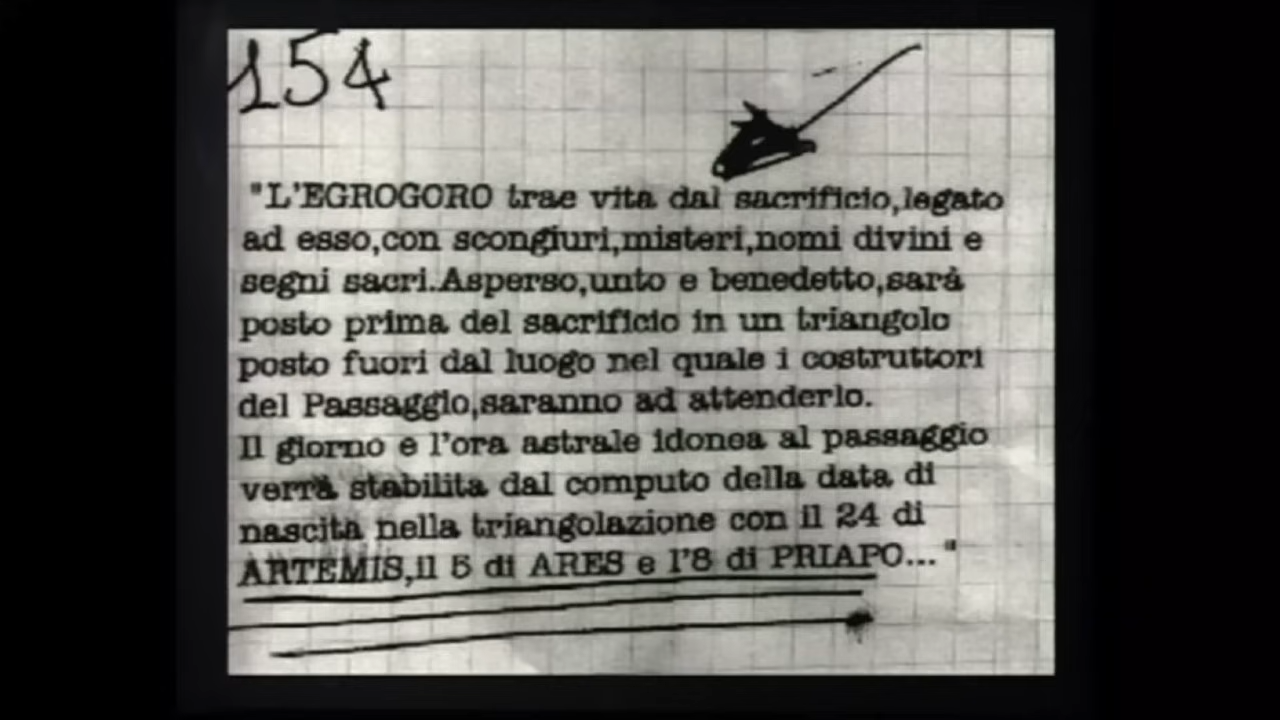 154
"L'EGROGORO trae vita dal sacrificio,legato
ad esso,con scongiuri,misteri,nomi divini e
segni sacri.Asperso,unto e benedetto,sarà
posto prima del sacrificio in un triangolo
posto fuori dal luogo nel quale i costruttori
del Passaggio,saranno ad attenderlo.
Il giorno e l'ora astrale idonea al passaggio
verrà stabilita dal computo della data di
nascita nella triangolazione con il 24 di
ARTEMIS,il 5 di ARES e l'8 di PRIAPO..."